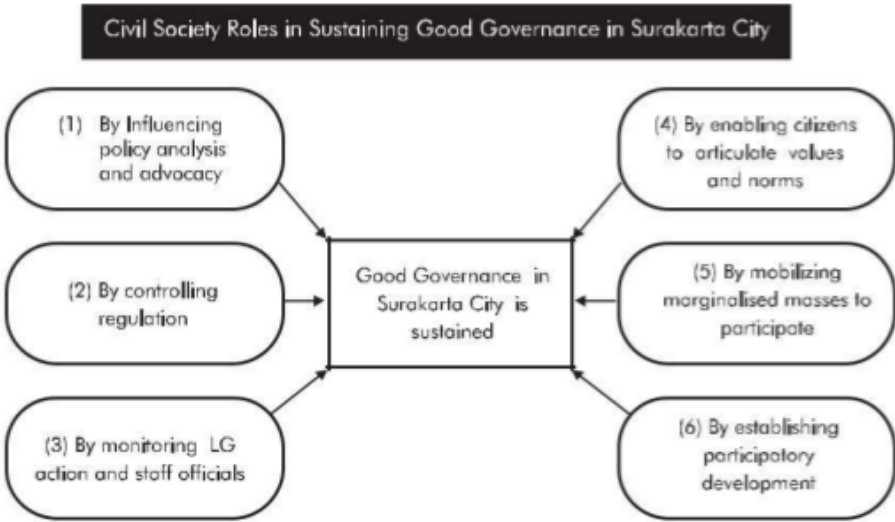 Civil Society Roles in Sustaining Good Governance in Surakarta City
(1) By Influencing
policy analysis
and advocacy
(2) By controlling
regulation
(3) By monitoring LG
action and staff officials
Good Governance in
Surakarta City is
sustained
(4) By enabling citizens
to articulate values
and norms
(5) By mobilizing
marginalised masses to
participate
(6) By establishing
participatory
development